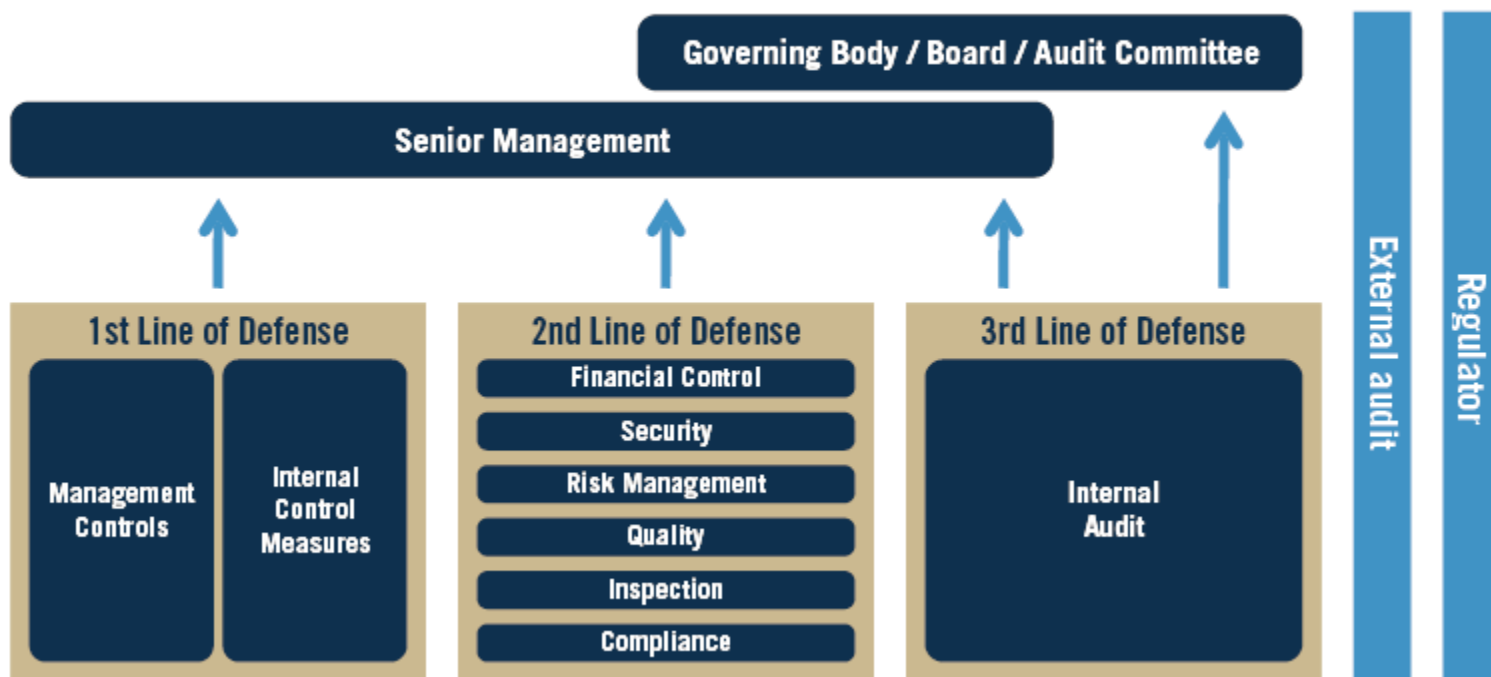 Governing Body / Board / Audit Committee
Senior Management
1st Line of Defense
Management
Controls
Internal
Control
Measures
2nd Line of Defense
Financial Control
Security
Risk Management
Quality
Inspection
Compliance
3rd Line of Defense
Internal
Audit
External audit
Regulator